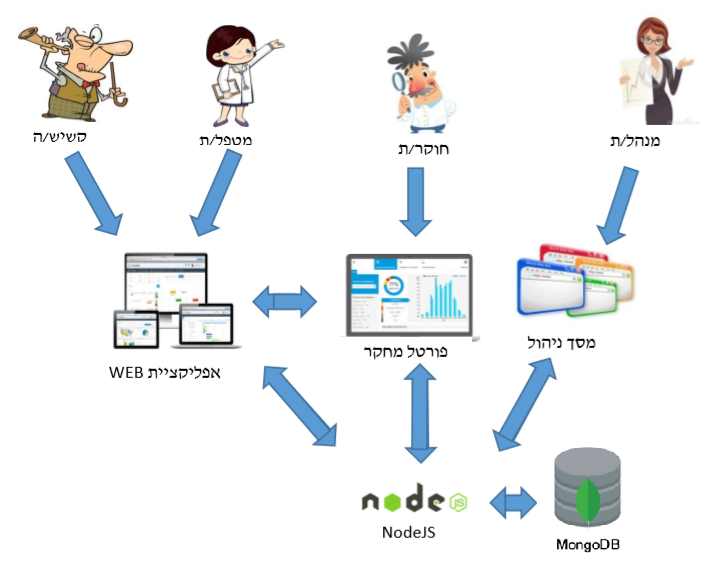 קשיש/ה
מטפל/ת
חוקר/ת
מנהל/ת
אפליקציית WEB
פורטל מחקר
מסך ניהול
node
JS
NodeJS
MongoDB